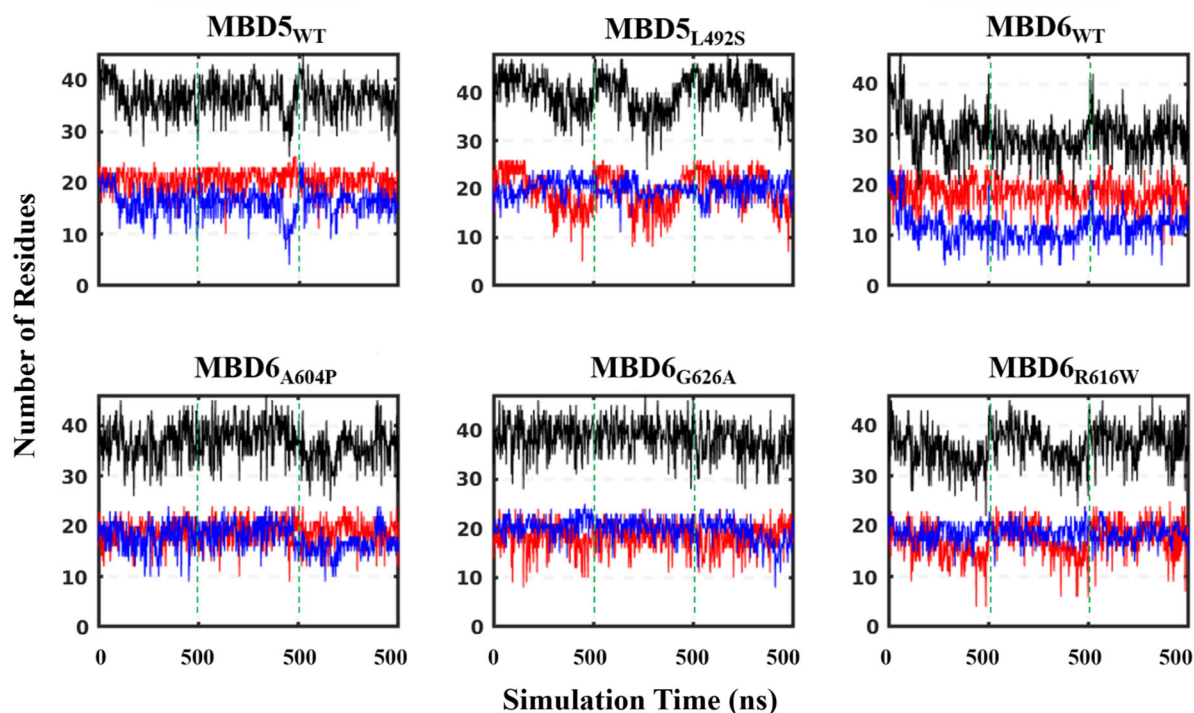 MBD5WT MBD5L492S MBD6WT
40 40 40
30 30 30
20 20 20
10 10 10
0 0 0
MBD6A604P MBD6G626A MBD6R616W
40 40 40
30 30 30
20 20 20
10 10 10
0 0 0
0 500 500 500 0 500 500 500 0 500 500 500
Number of Residues
Simulation Time (ns)